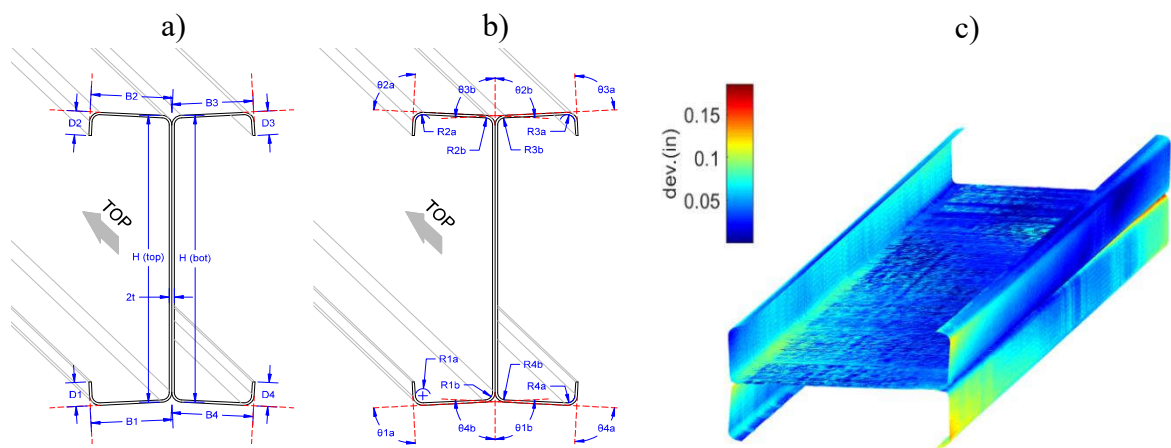 a)
b)
c)
B2
B3
D2
D3
TOP
H (top)
H (bot)
2t
D1
D4
B1
B4
θ2a
θ3b
θ2b
θ3a
R2a
R3a
R2b
R3b
TOP
R1a
R1b
R4b
R4a
θ1a
θ4b
θ1b
θ4a
dev.(in)
0.15
0.1
0.05